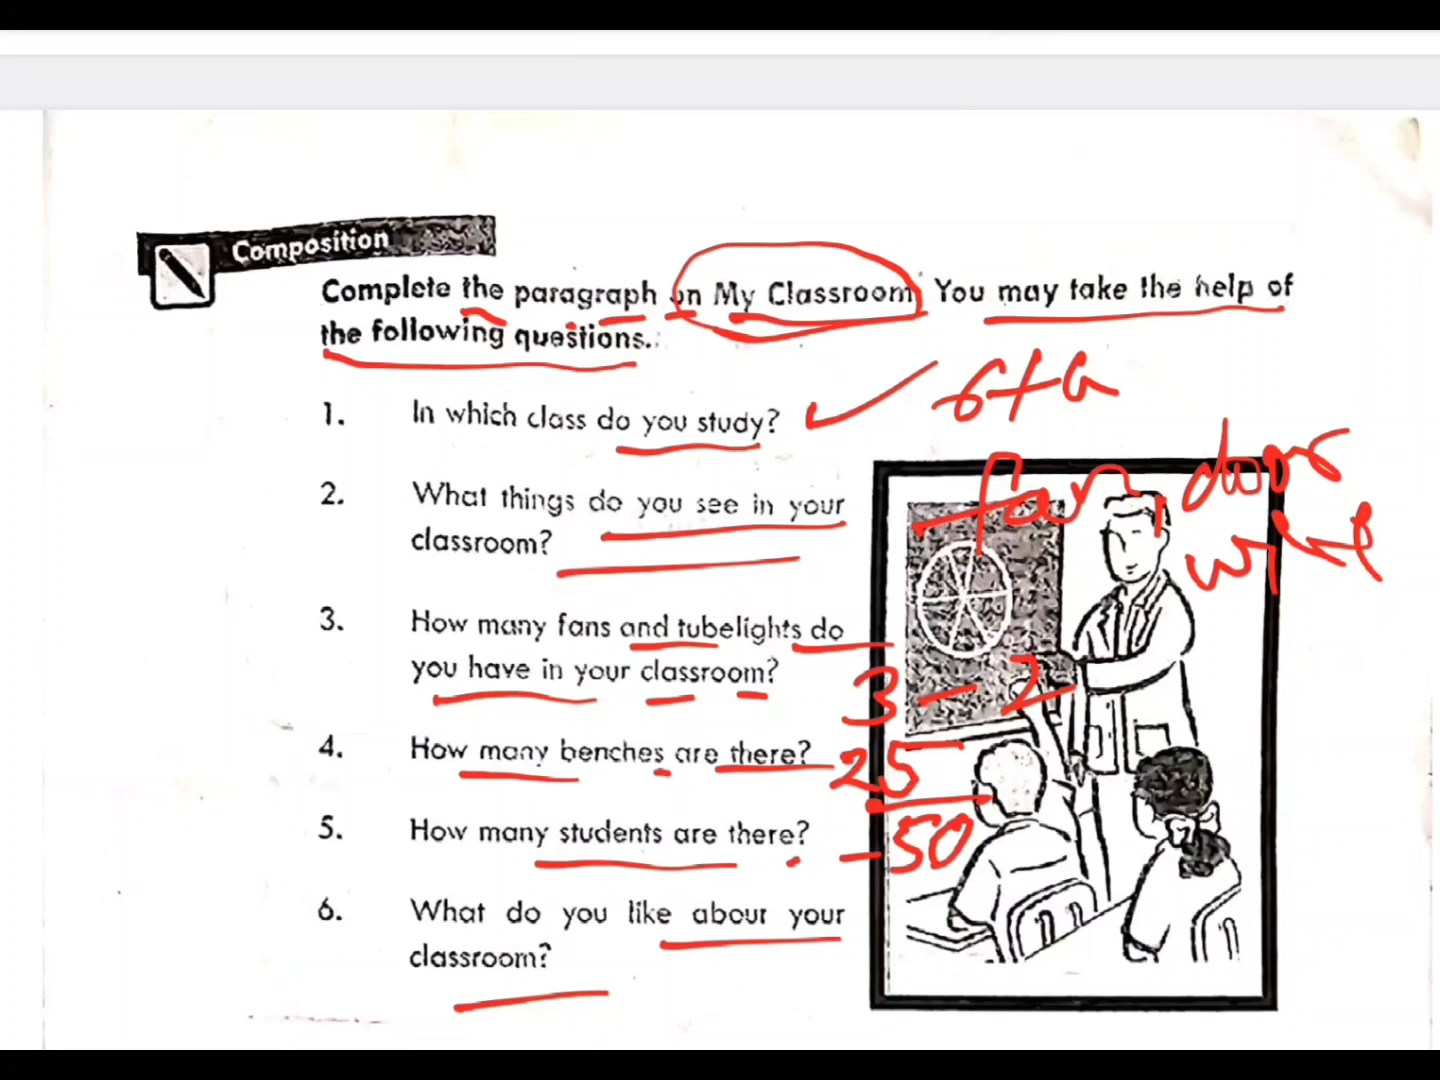 Composition
Complete the paragraph on My Classroom. You may take the help of
the following questions.
1. In which class do you study?
6th
2. What things do you see in your
classroom?
fan, door
3. How many fans and tubelights do
you have in your classroom?
3 - 2
4. How many benches are there?
25
5. How many students are there?
- 50
6. What do you like about your
classroom?